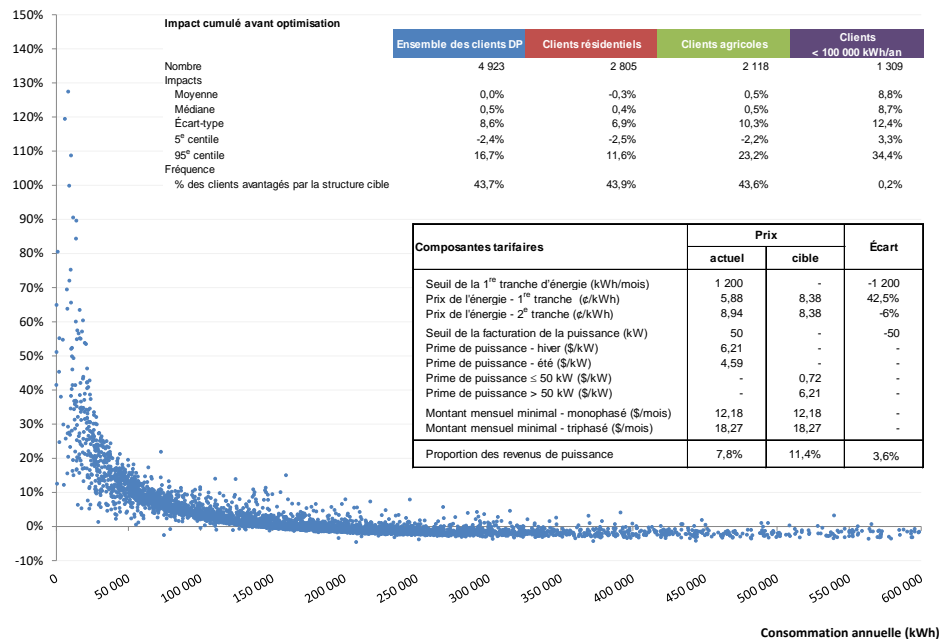 Impact cumulé avant optimisation
Ensemble des clients DP Clients résidentiels Clients agricoles Clients < 100 000 kWh/an
Nombre 4 923 2 805 2 118 1 309
Impacts
Moyenne 0,0% -0,3% 0,5% 8,8%
Médiane 0,5% 0,4% 0,5% 8,7%
Écart-type 8,6% 6,9% 10,3% 12,4%
5e centile -2,4% -2,5% -2,2% 3,3%
95e centile 16,7% 11,6% 23,2% 34,4%
Fréquence
% des clients avantagés par la structure cible 43,7% 43,9% 43,6% 0,2%
Composantes tarifaires Prix Écart
actuel cible
Seuil de la 1re tranche d'énergie (kWh/mois) 1 200 - -1 200
Prix de l'énergie - 1re tranche (¢/kWh) 5,88 8,38 42,5%
Prix de l'énergie - 2e tranche (¢/kWh) 8,94 8,38 -6%
Seuil de la facturation de la puissance (kW) 50 - -50
Prime de puissance - hiver ($/kW) 6,21 - -
Prime de puissance - été ($/kW) 4,59 - -
Prime de puissance ≤ 50 kW ($/kW) - 0,72 -
Prime de puissance > 50 kW ($/kW) - 6,21 -
Montant mensuel minimal - monophasé ($/mois) 12,18 12,18 -
Montant mensuel minimal - triphasé ($/mois) 18,27 18,27 -
Proportion des revenus de puissance 7,8% 11,4% 3,6%
150%
140%
130%
120%
110%
100%
90%
80%
70%
60%
50%
40%
30%
20%
10%
0%
-10%
0 50 000 100 000 150 000 200 000 250 000 300 000 350 000 400 000 450 000 500 000 550 000 600 000
Consommation annuelle (kWh)